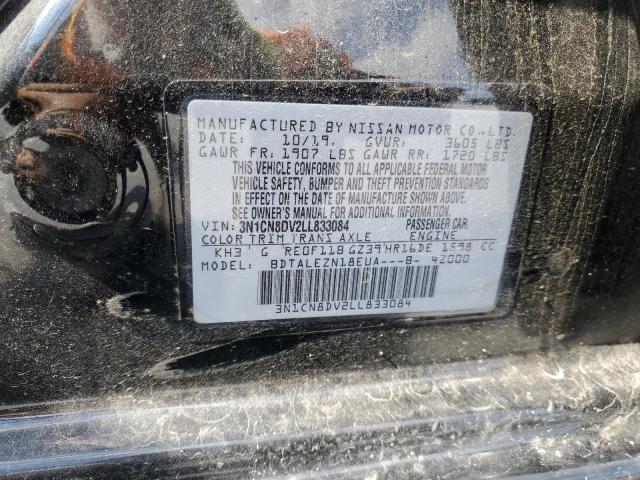 MANUFACTURED BY NISSAN MOTOR CO.,LTD.
DATE: 10/19. GVWR: 3605 LBS
GAWR FR: 1907 LBS GAWR RR: 1720 LBS
THIS VEHICLE CONFORMS TO ALL APPLICABLE FEDERAL MOTOR
VEHICLE SAFETY, BUMPER AND THEFT PREVENTION STANDARDS
IN EFFECT ON THE DATE OF MANUFACTURE SHOWN ABOVE.
SEE OWNER'S MANUAL FOR ADDITIONAL INFORMATION.
VIN: 3N1CN8DV2LL833084 PASSENGER CAR.
COLOR TRIM TRANS AXLE ENGINE
KH3 G RE0F11B GZ39 HR16DE 1598 CC
MODEL: BDTALEZN18EUA---B- 4Z000
3N1CN8DV2LL833084